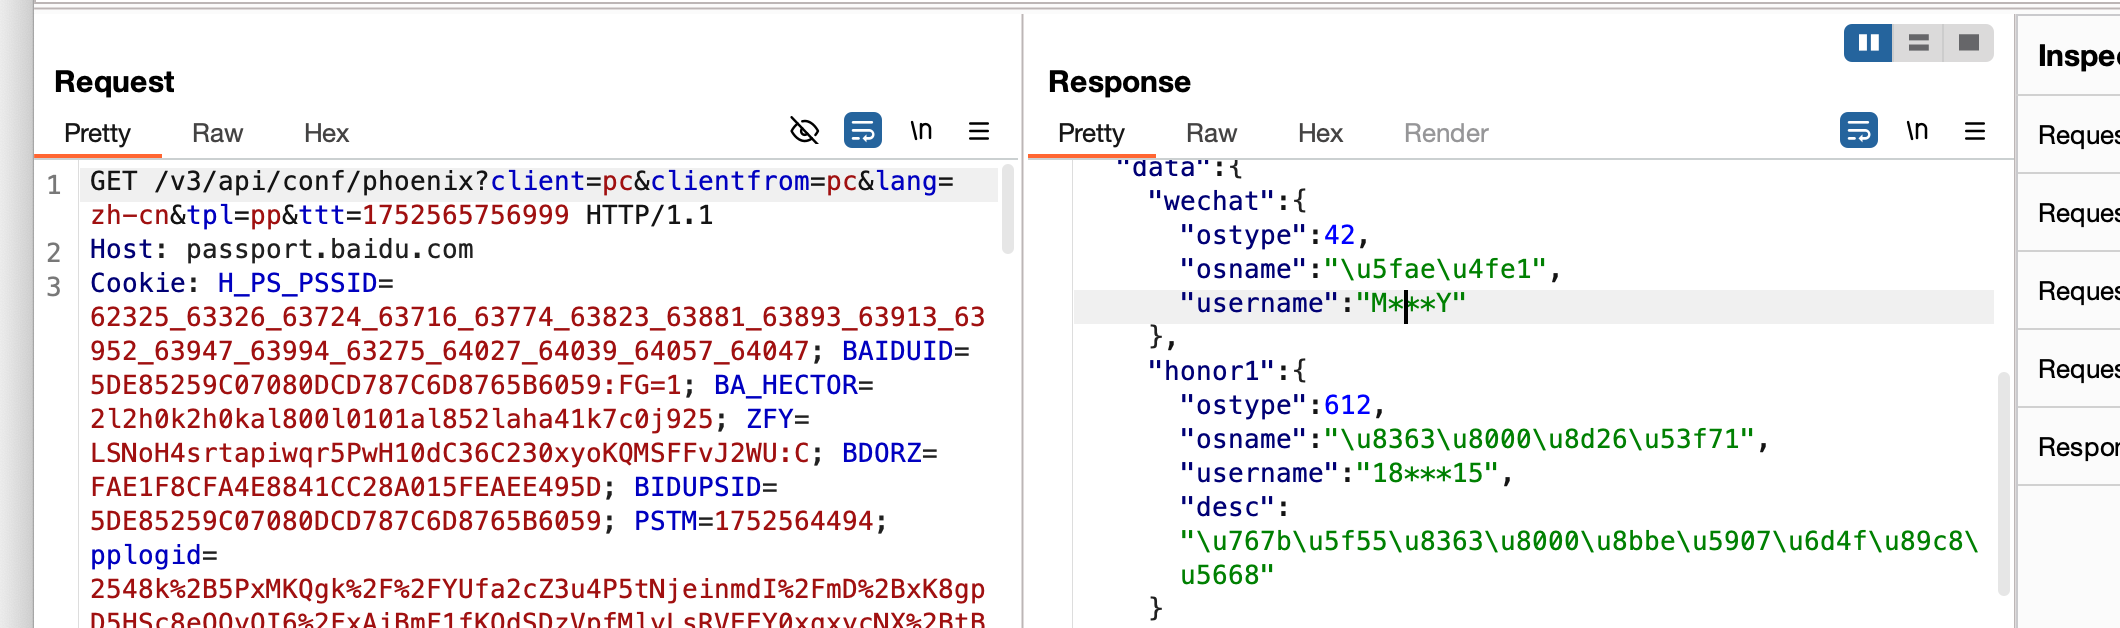 Request
Pretty Raw Hex \n
1 GET /v3/api/conf/phoenix?client=pc&clientfrom=pc&lang=
zh-cn&tpl=pp&ttt=1752565756999 HTTP/1.1
2 Host: passport.baidu.com
3 Cookie: H_PS_PSSID=
62325_63326_63724_63716_63774_63823_63881_63893_63913_63
952_63947_63994_63275_64027_64039_64057_64047; BAIDUID=
5DE85259C07080DCD787C6D8765B6059:FG=1; BA_HECTOR=
2l2h0k2h0kal800l0101al852laha41k7c0j925; ZFY=
LSNoH4srtapiwqr5PwH10dC36C230xyoKQMSFFvJ2WU:C; BDORZ=
FAE1F8CFA4E8841CC28A015FEAEE495D; BIDUPSID=
5DE85259C07080DCD787C6D8765B6059; PSTM=1752564494;
pplogid=
2548k%2B5PxMKQgk%2F%2FYUfa2cZ3u4P5tNjeinmdI%2FmD%2BxK8gp
Response
Pretty Raw Hex Render \n
"data":{
"wechat":{
"ostype":42,
"osname":"\u5fae\u4fe1",
"username":"M***Y"
},
"honor1":{
"ostype":612,
"osname":"\u8363\u8000\u8d26\u53f71",
"username":"18***15",
"desc":
"\u767b\u5f55\u8363\u8000\u8bbe\u5907\u6d4f\u89c8\
u5668"
}
Inspe
Reques
Reques
Reques
Reques
Respor